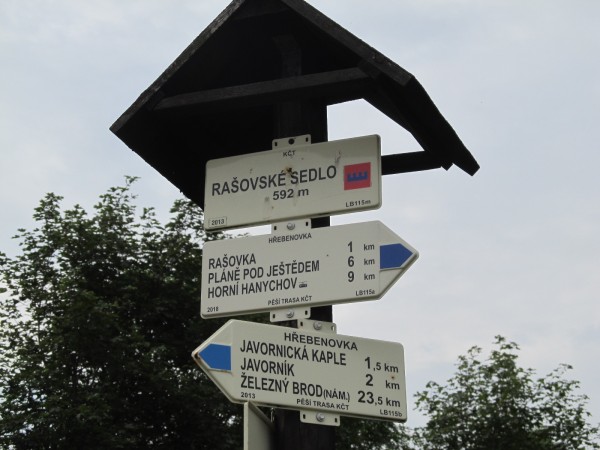 KČT
RAŠOVSKÉ SEDLO
592 m
2013 LB115
HŘEBENOVKA
RAŠOVKA 1 km
PLÁNĚ POD JEŠTĚDEM 6 km
HORNÍ HANYCHOV 9 km
2010 PĚŠÍ TRASA KČT LB115a
HŘEBENOVKA
JAVORNICKÁ KAPLE 1,5 km
JAVORNÍK 2 km
ŽELEZNÝ BROD (NÁM.) 23,5 km
2013 PĚŠÍ TRASA KČT LB115b